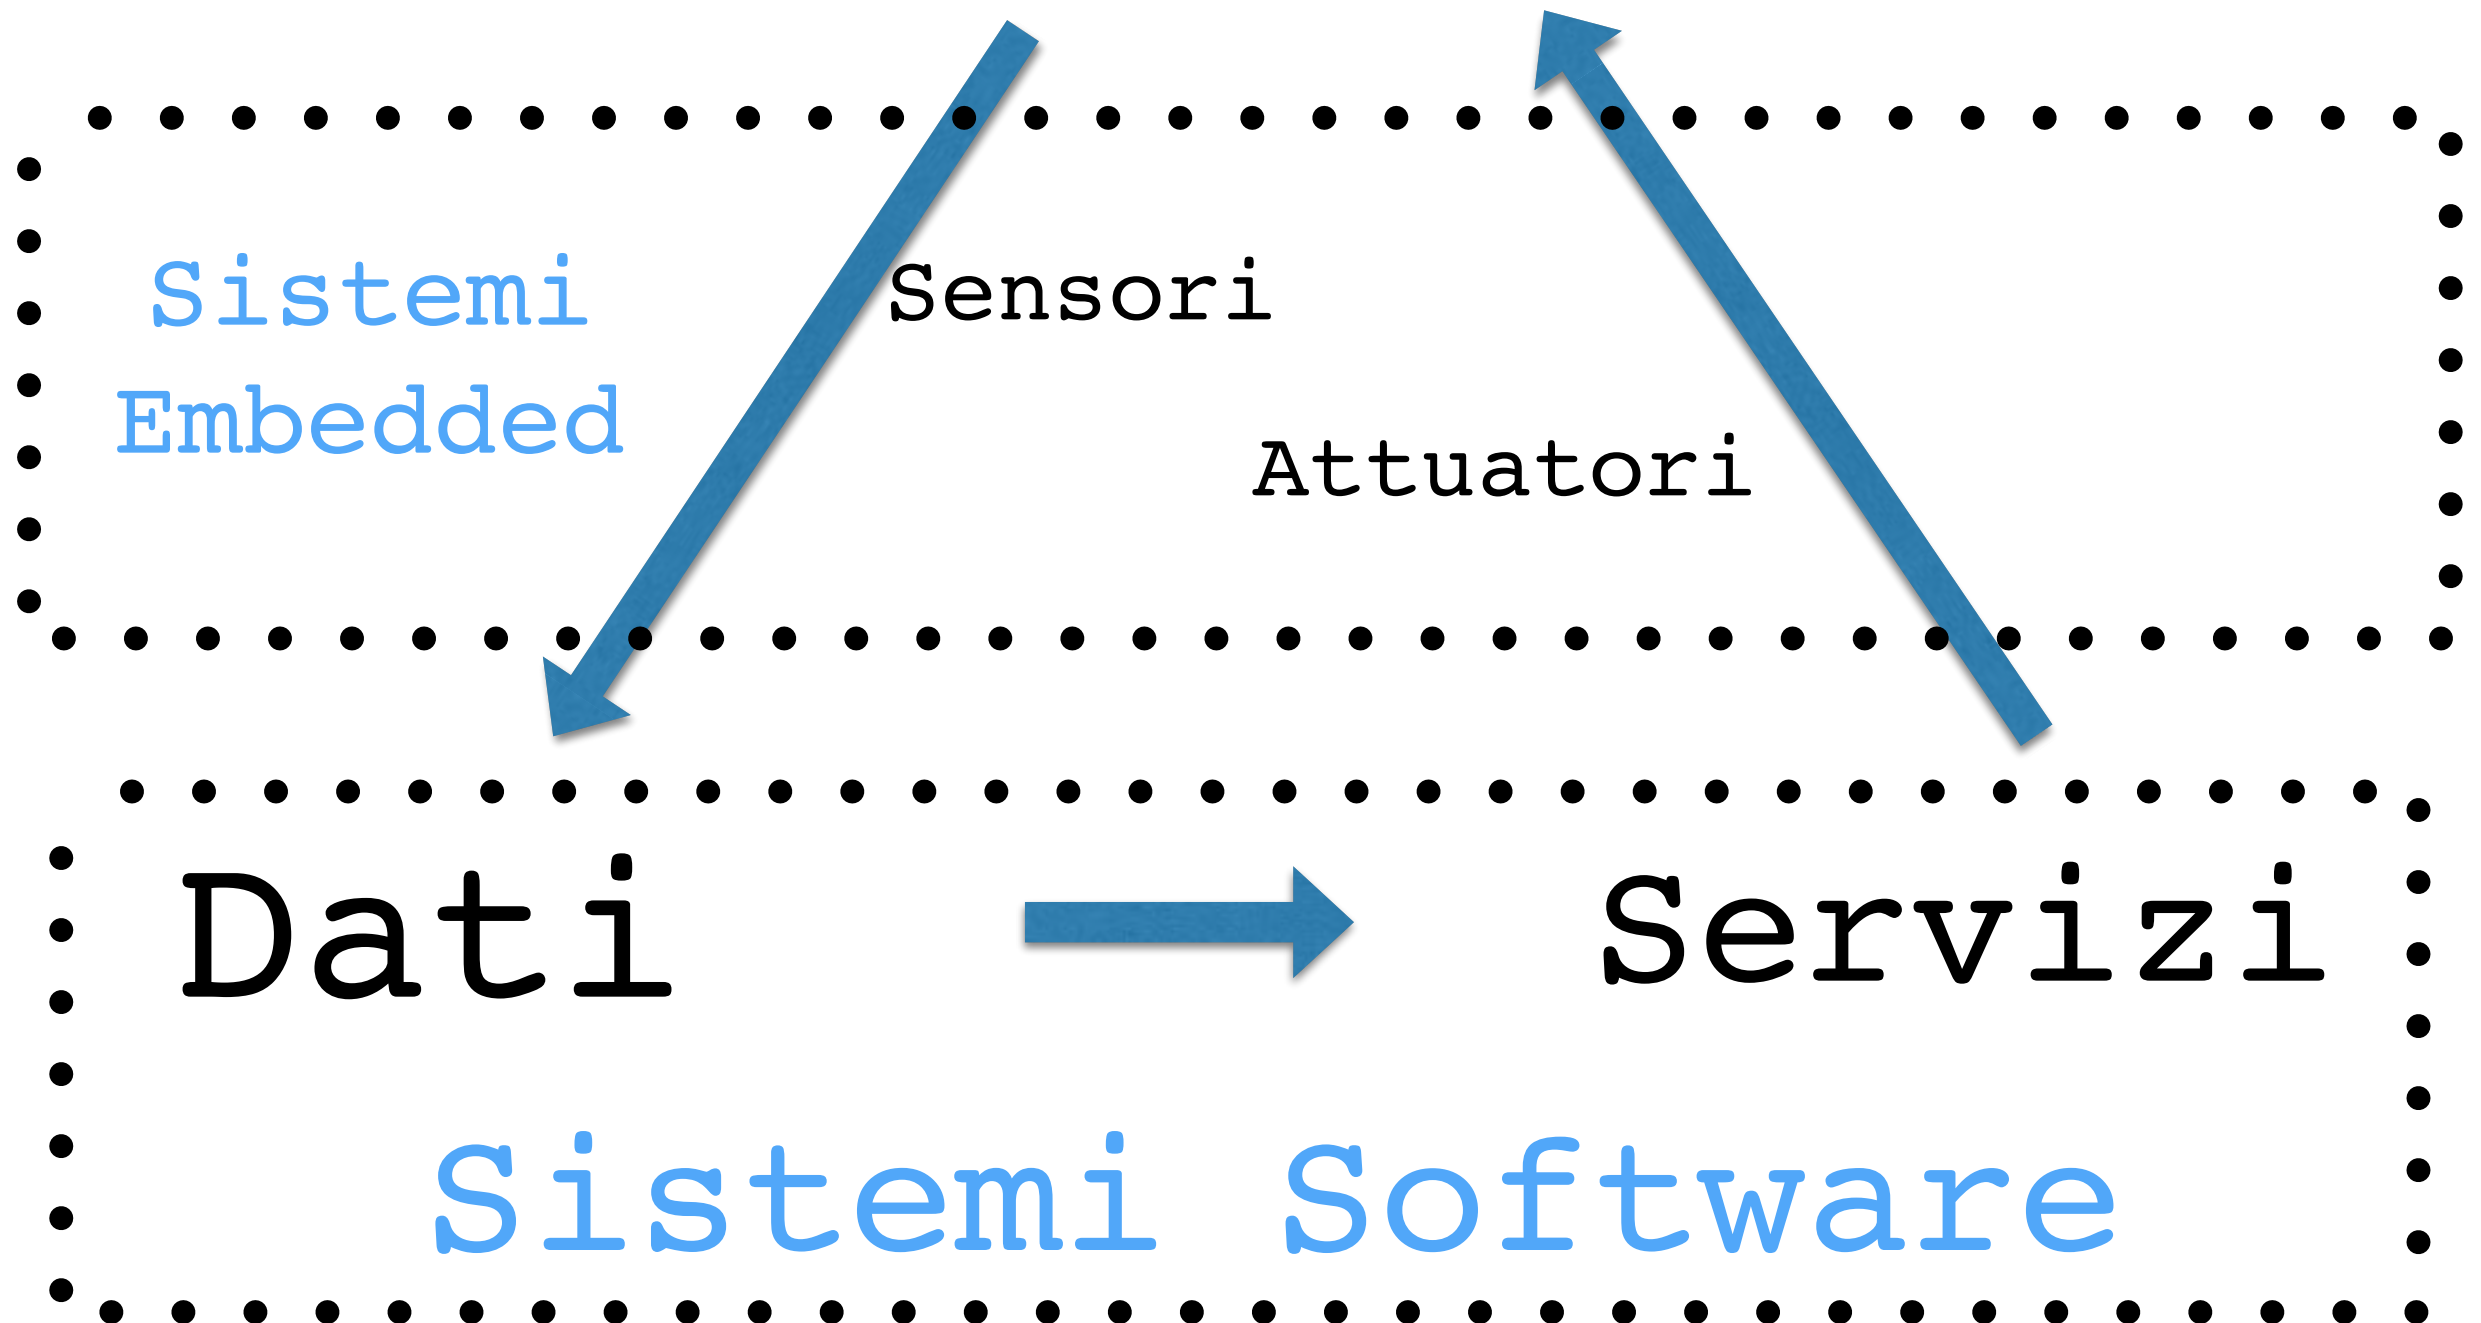 Sistemi
Embedded
Sensori
Attuatori
Dati
Servizi
Sistemi Software